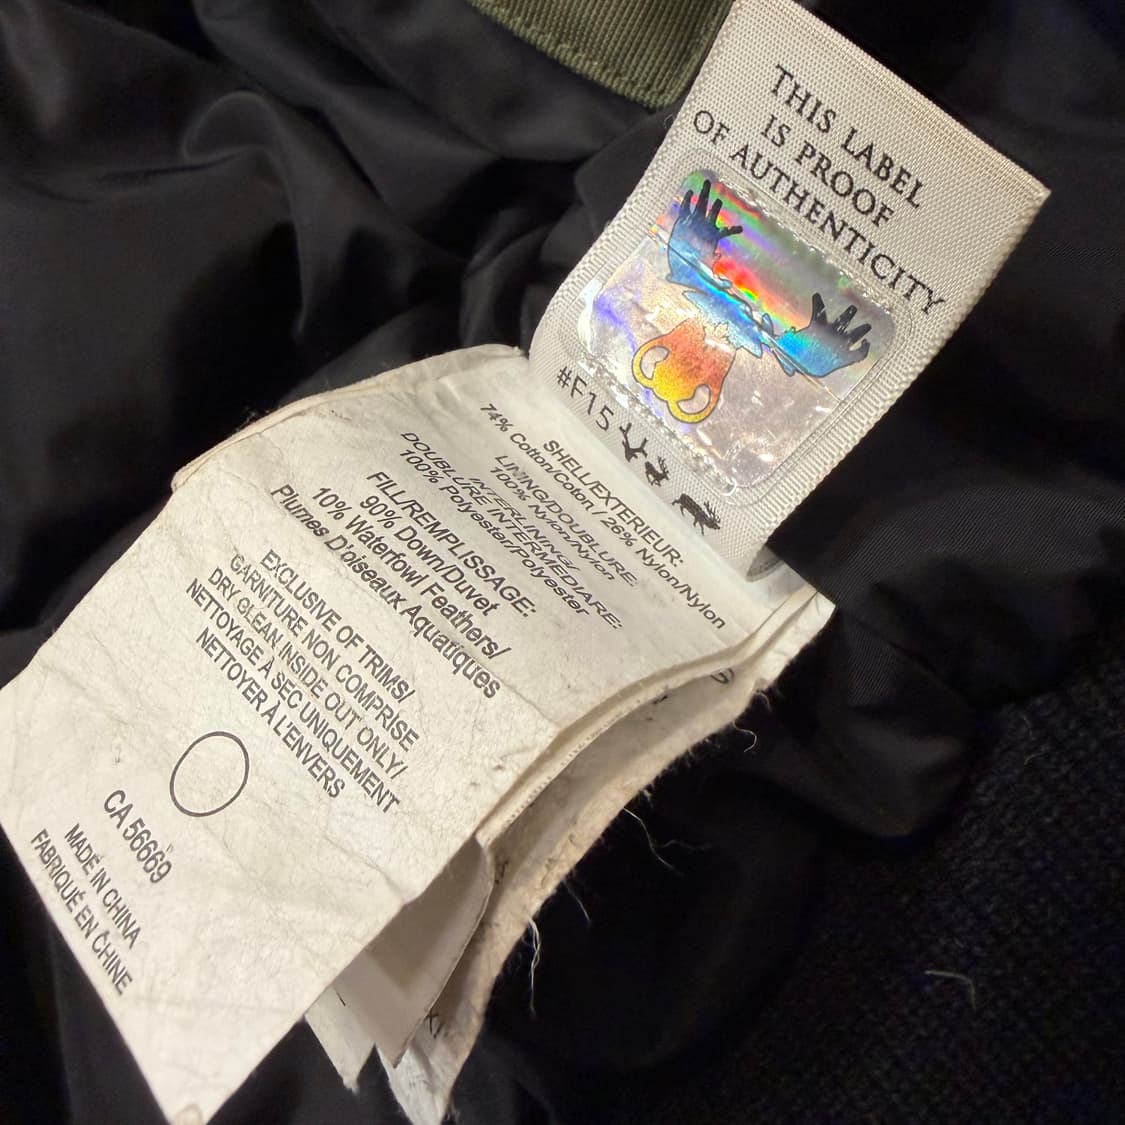 THIS LABEL
IS PROOF
OF AUTHENTICITY
#F15
SHELL/EXTERIEUR:
74% Cotton/Coton / 26% Nylon/Nylon
LINING/DOUBLURE:
100% Nylon/Nylon
INTERLINING/
DOUBLURE INTERMÉDIARE:
100% Polyester/Polyester
FILL/REMPLISSAGE:
90% Down/Duvet
10% Waterfowl Feathers/
Plumes D'oiseaux Aquatiques
EXCLUSIVE OF TRIMS/
GARNITURE NON COMPRISE
DRY CLEAN INSIDE OUT ONLY/
NETTOYAGE À SEC UNIQUEMENT
NETTOYER À L'ENVERS
CA 56669
MADE IN CHINA
FABRIQUÉ EN CHINE